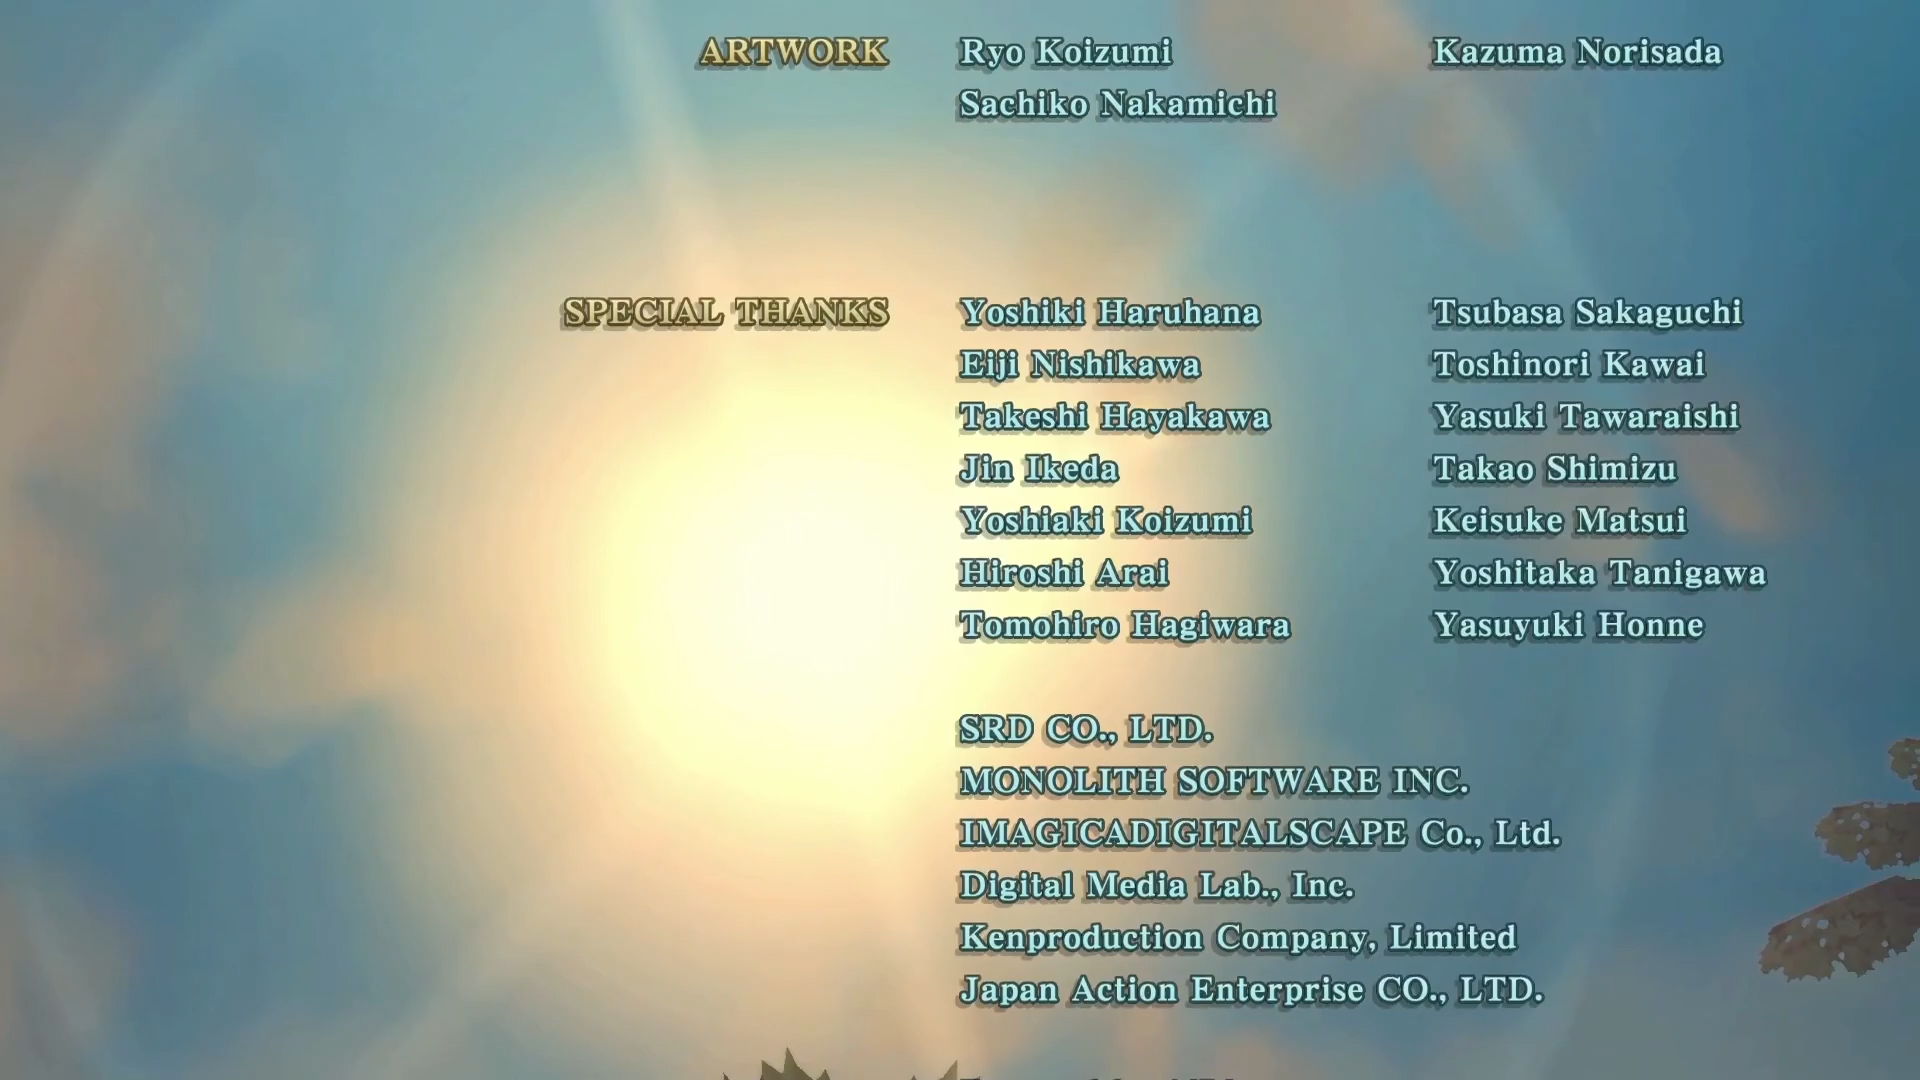 ARTWORK Ryo Koizumi Kazuma Norisada
Sachiko Nakamichi
SPECIAL THANKS Yoshiki Haruhana Tsubasa Sakaguchi
Eiji Nishikawa Toshinori Kawai
Takeshi Hayakawa Yasuki Tawaraishi
Jin Ikeda Takao Shimizu
Yoshiaki Koizumi Keisuke Matsui
Hiroshi Arai Yoshitaka Tanigawa
Tomohiro Hagiwara Yasuyuki Honne
SRD CO., LTD.
MONOLITH SOFTWARE INC.
IMAGICADIGITALSCAPE Co., Ltd.
Digital Media Lab., Inc.
Kenproduction Company, Limited
Japan Action Enterprise CO., LTD.